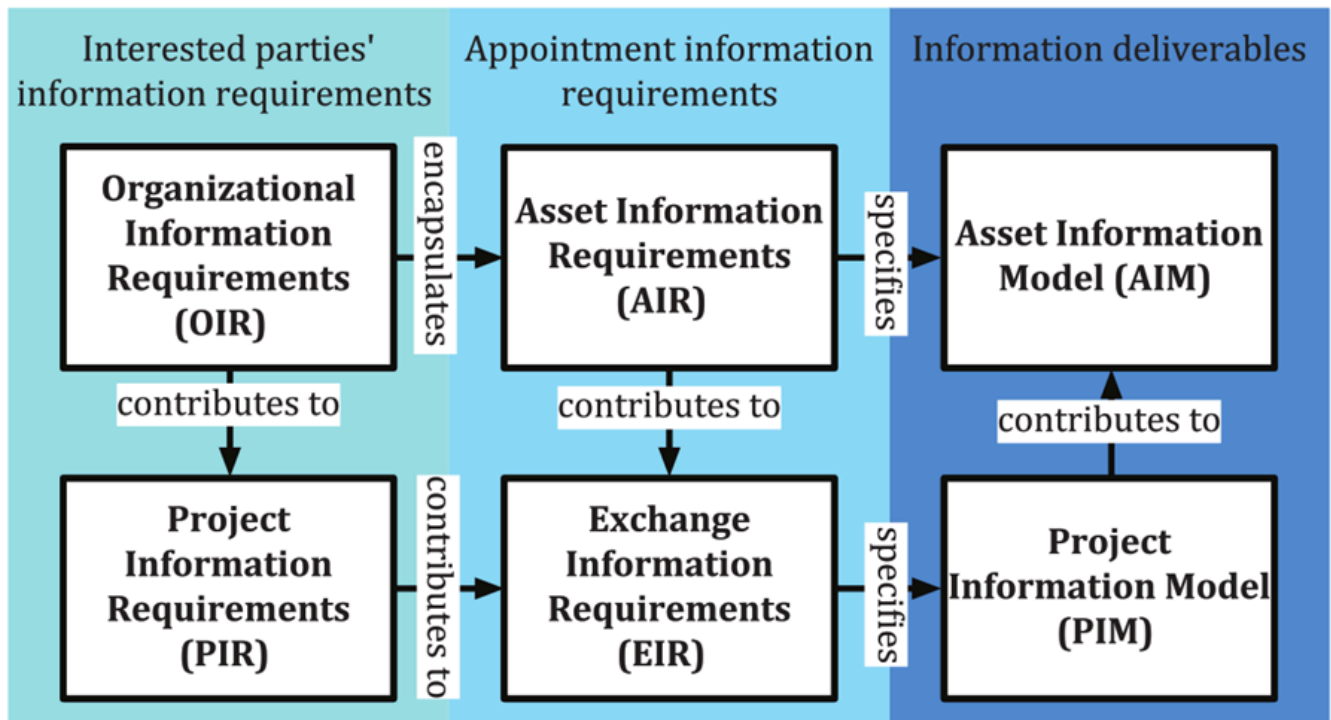 Interested parties'
information requirements
Appointment information
requirements
Information deliverables
Organizational
Information
Requirements
(OIR)
encapsulates
Asset Information
Requirements
(AIR)
specifies
Asset Information
Model (AIM)
contributes to
contributes to
contributes to
Project
Information
Requirements
(PIR)
contributes to
Exchange
Information
Requirements
(EIR)
specifies
Project
Information Model
(PIM)